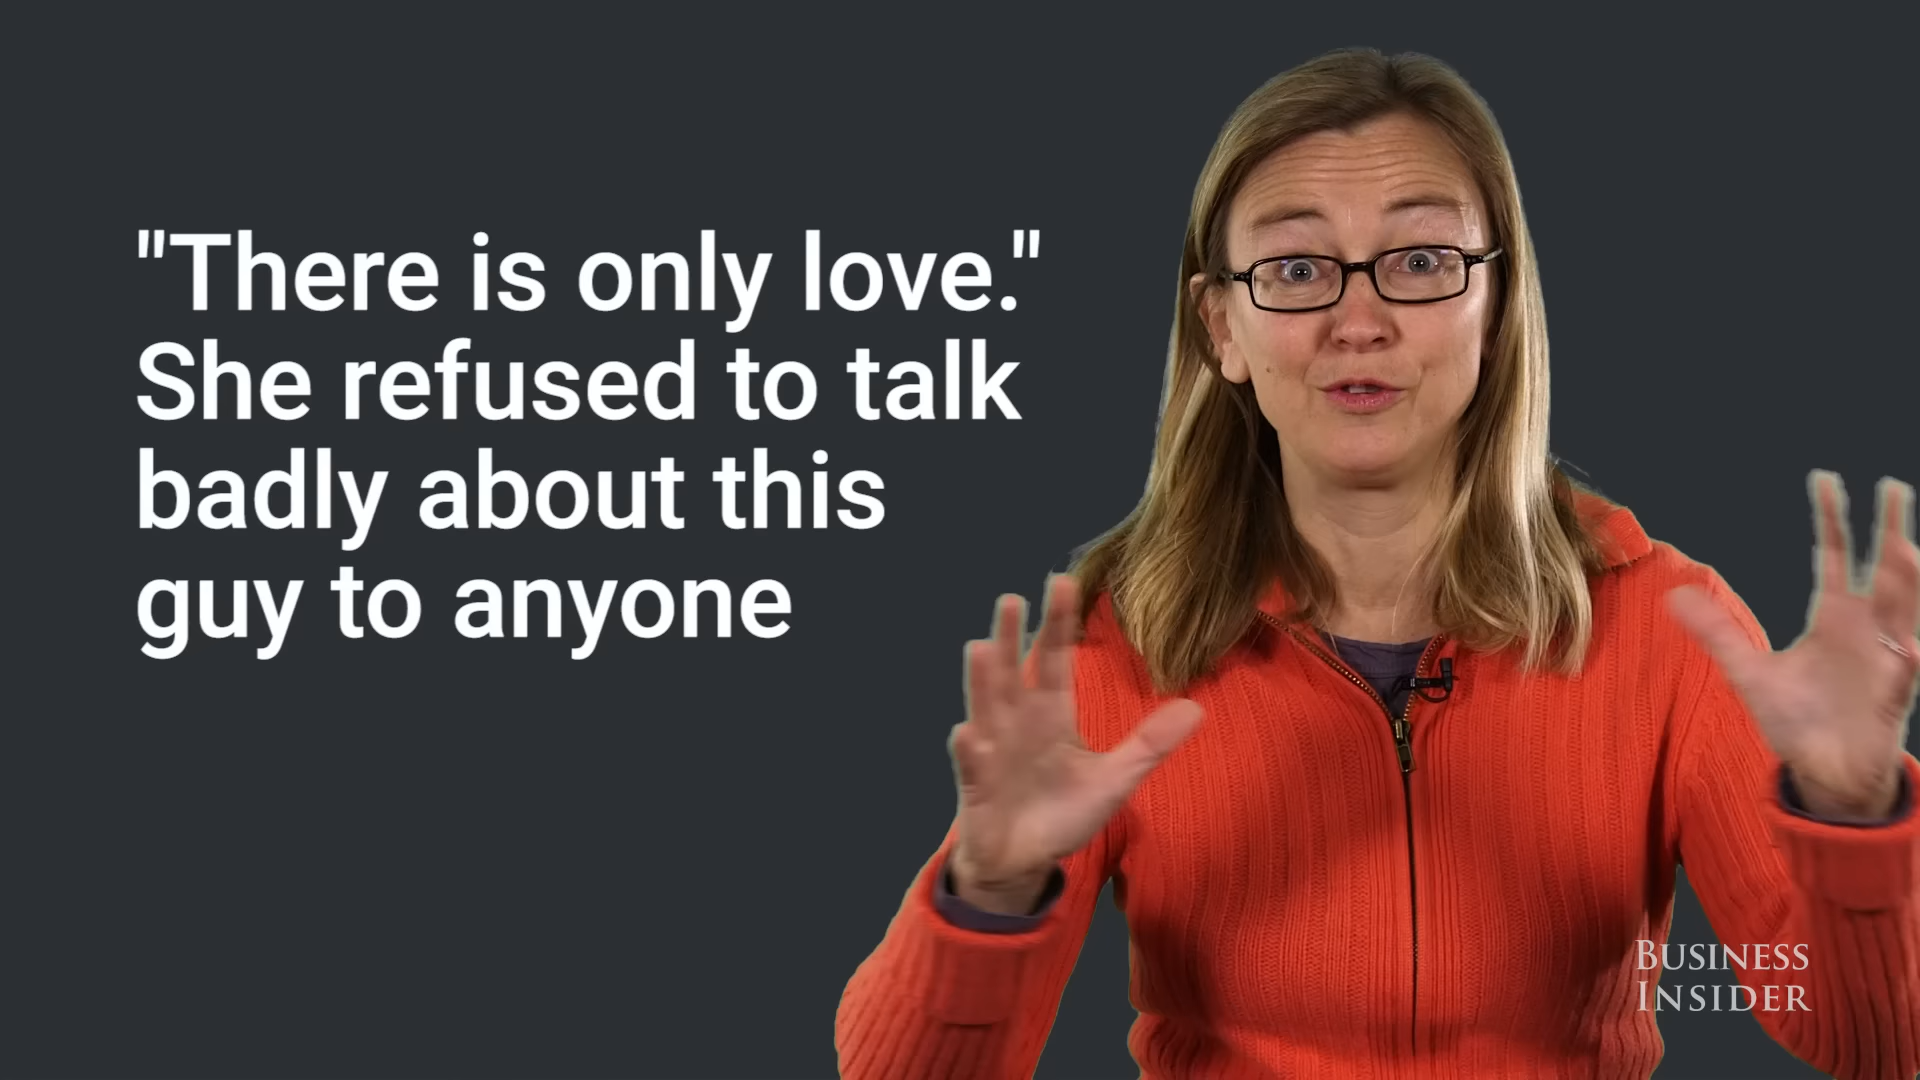 "There is only love."
She refused to talk
badly about this
guy to anyone
BUSINESS
INSIDER